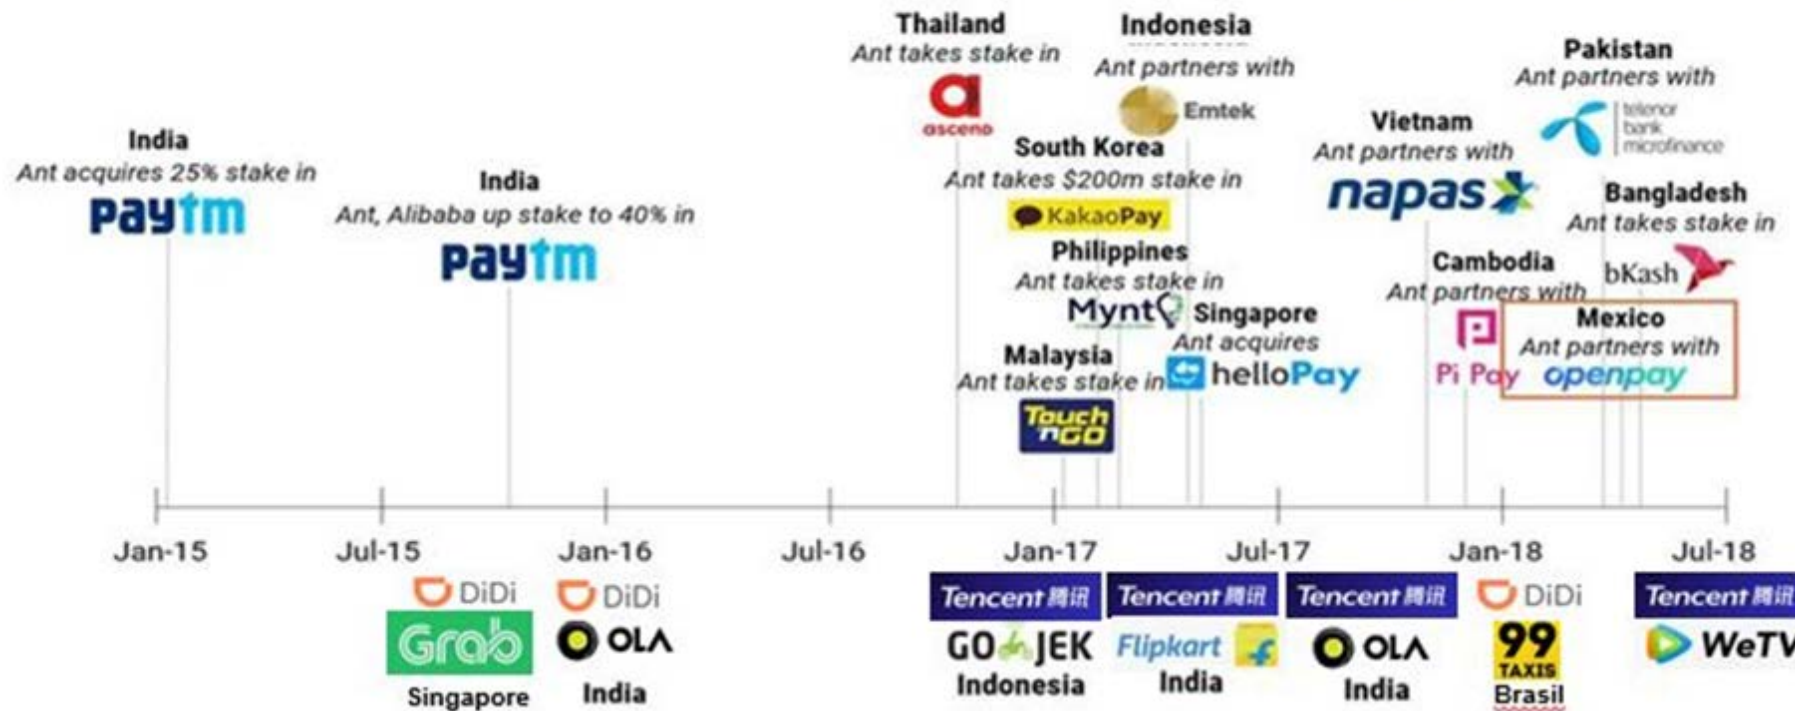 Thailand
Ant takes stake in
ascend
Indonesia
Ant partners with
Emtek
Pakistan
Ant partners with
telenor
bank
microfinance
India
Ant acquires 25% stake in
paytm
India
Ant, Alibaba up stake to 40% in
paytm
South Korea
Ant takes $200m stake in
KakaoPay
Vietnam
Ant partners with
napas
Bangladesh
Ant takes stake in
bKash
Philippines
Ant takes stake in
Mynt
Singapore
Ant acquires
helloPay
Cambodia
Ant partners with
Pi Pay
Mexico
Ant partners with
openpay
Malaysia
Ant takes stake in
Touch
'nGO
Jan-15 Jul-15 Jan-16 Jul-16 Jan-17 Jul-17 Jan-18 Jul-18
DiDi
Grab
Singapore
DiDi
OLA
India
Tencent 腾讯
GOJEK
Indonesia
Tencent 腾讯
Flipkart
India
Tencent 腾讯
OLA
India
DiDi
99
TAXIS
Brasil
Tencent 腾讯
WeTV